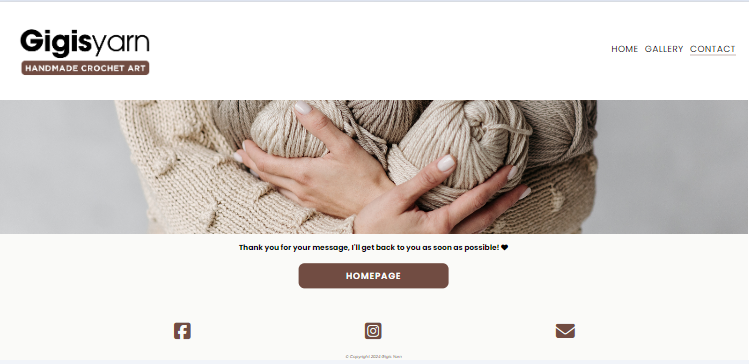 Gigisyarn
HANDMADE CROCHET ART
HOME GALLERY CONTACT
Thank you for your message, I'll get back to you as soon as possible! 🖤
HOMEPAGE
© Copyright 2024 Gigis Yarn